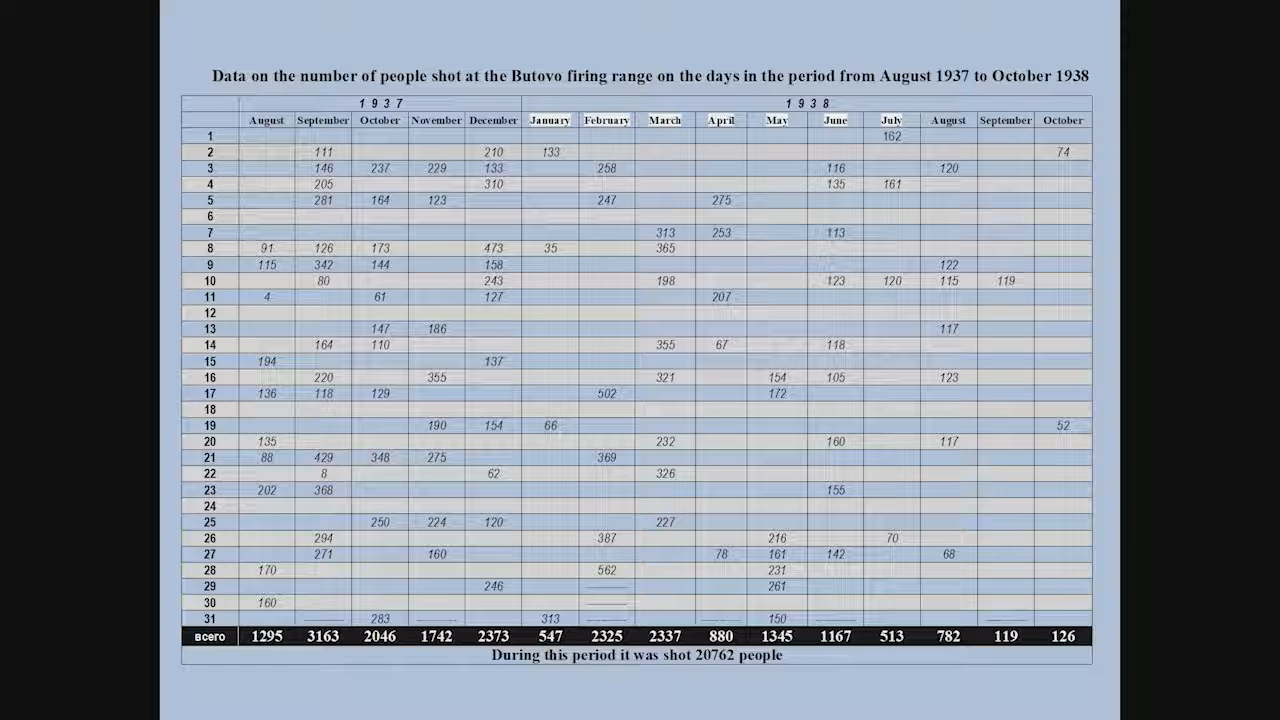 Data on the number of people shot at the Butovo firing range on the days in the period from August 1937 to October 1938
1937 1938
August September October November December January February March April May June July August September October
1 162
2 111 210 133 74
3 146 237 229 133 258 116 120
4 205 310 135 161
5 281 164 123 247 275
6
7 313 253 113
8 91 126 173 473 35 365
9 115 342 144 158 122
10 80 243 198 123 120 115 119
11 4 61 127 207
12
13 147 186 117
14 164 110 355 67 118
15 194 137
16 220 355 321 154 105 123
17 136 118 129 502 172
18
19 190 154 66 52
20 135 232 160 117
21 88 429 348 275 369
22 8 62 326
23 202 368 155
24
25 250 224 120 227
26 294 387 216 70
27 271 160 78 161 142 68
28 170 562 231
29 246 261
30 160
31 283 313 150
всего 1295 3163 2046 1742 2373 547 2325 2337 880 1345 1167 513 782 119 126
During this period it was shot 20762 people